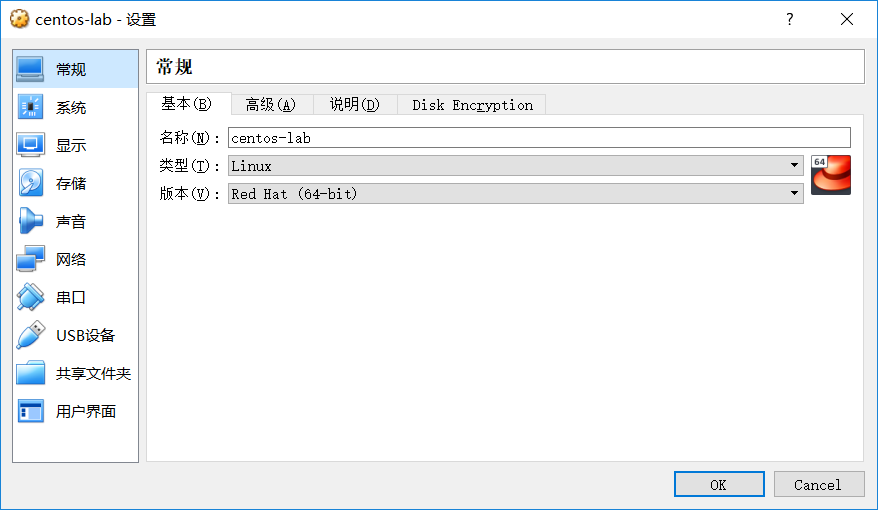 centos-lab - 设置
?
常规
系统
显示
存储
声音
网络
串口
USB设备
共享文件夹
用户界面
常规
基本(B) 高级(A) 说明(D) Disk Encryption
名称(N)： centos-lab
类型(T)： Linux
版本(V)： Red Hat (64-bit)
64
OK Cancel